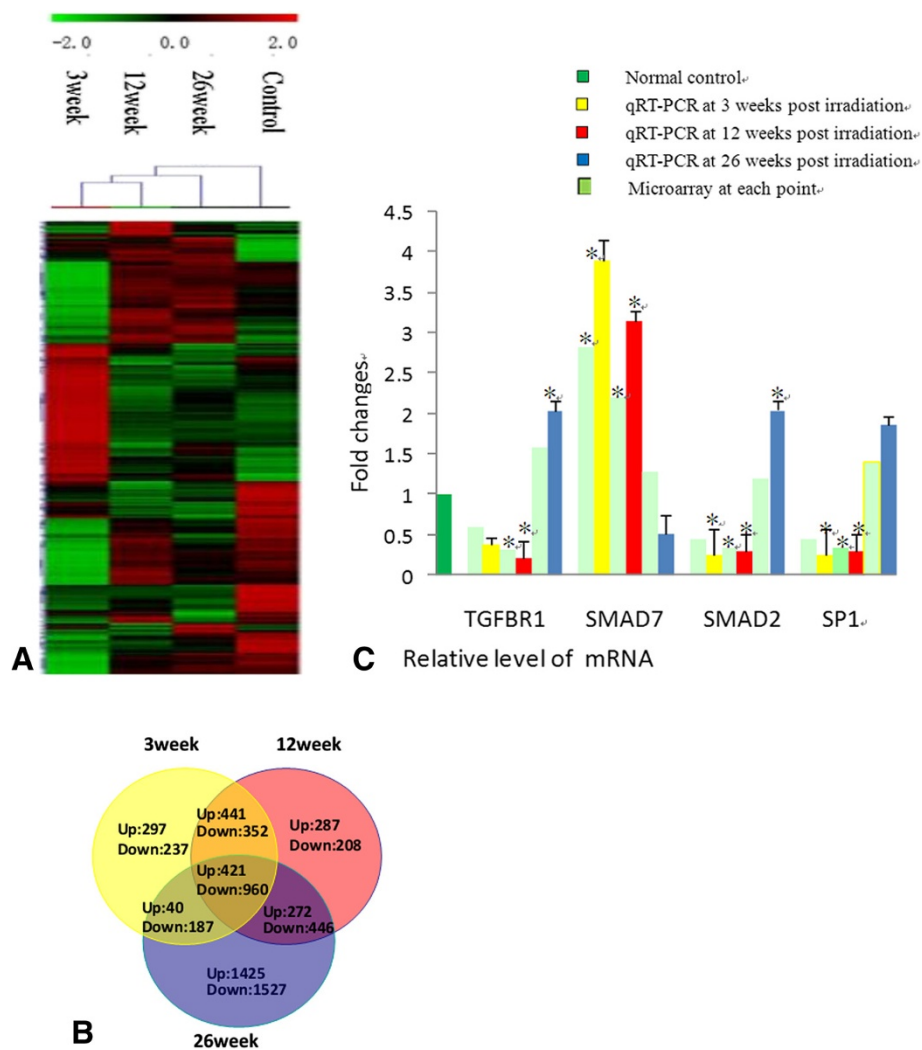 -2.0 0.0 2.0
3week
12week
26week
Control
A
Normal control
qRT-PCR at 3 weeks post irradiation
qRT-PCR at 12 weeks post irradiation
qRT-PCR at 26 weeks post irradiation
Microarray at each point
Fold changes
4.5
4
3.5
3
2.5
2
1.5
1
0.5
0
* * * * * * * * * * * * *
TGFBR1 SMAD7 SMAD2 SP1
C Relative level of mRNA
3week 12week
Up:297
Down:237
Up:441
Down:352
Up:287
Down:208
Up:421
Down:960
Up:40
Down:187
Up:272
Down:446
Up:1425
Down:1527
B
26week